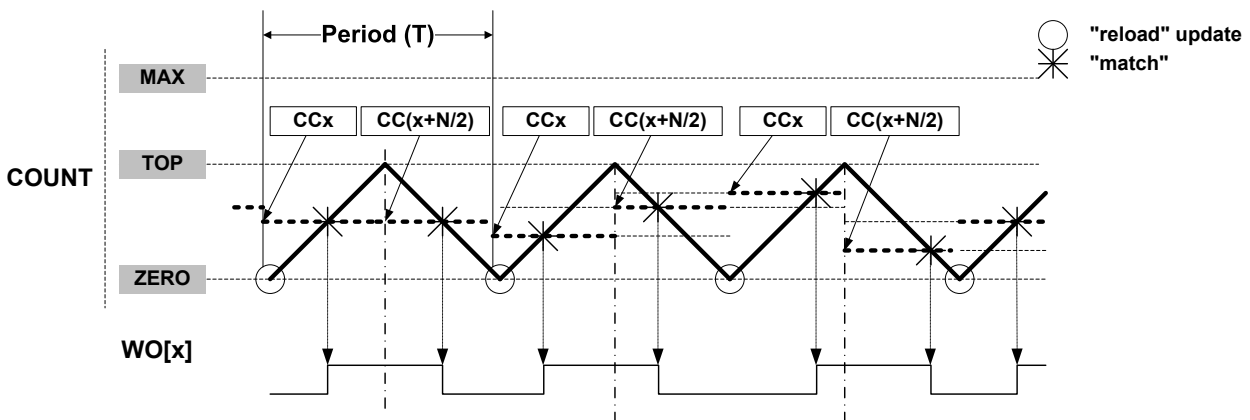 Period (T)
"reload" update
"match"
MAX
CCx
CC(x+N/2)
CCx
CC(x+N/2)
CCx
CC(x+N/2)
TOP
COUNT
ZERO
WO[x]